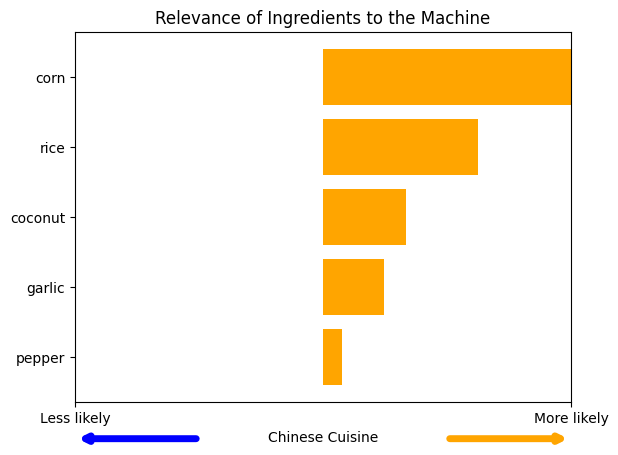 Relevance of Ingredients to the Machine
corn
rice
coconut
garlic
pepper
Less likely
More likely
Chinese Cuisine